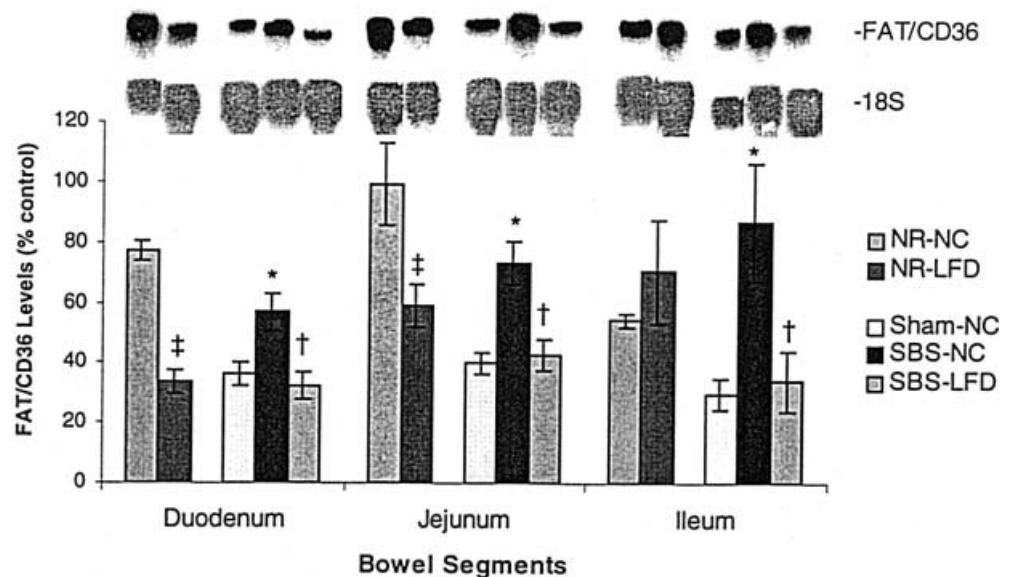 -FAT/CD36
-18S
FAT/CD36 Levels (% control)
120
100
80
60
40
20
0
‡
*
†
‡
*
†
*
†
Duodenum
Jejunum
Ileum
Bowel Segments
NR-NC
NR-LFD
Sham-NC
SBS-NC
SBS-LFD